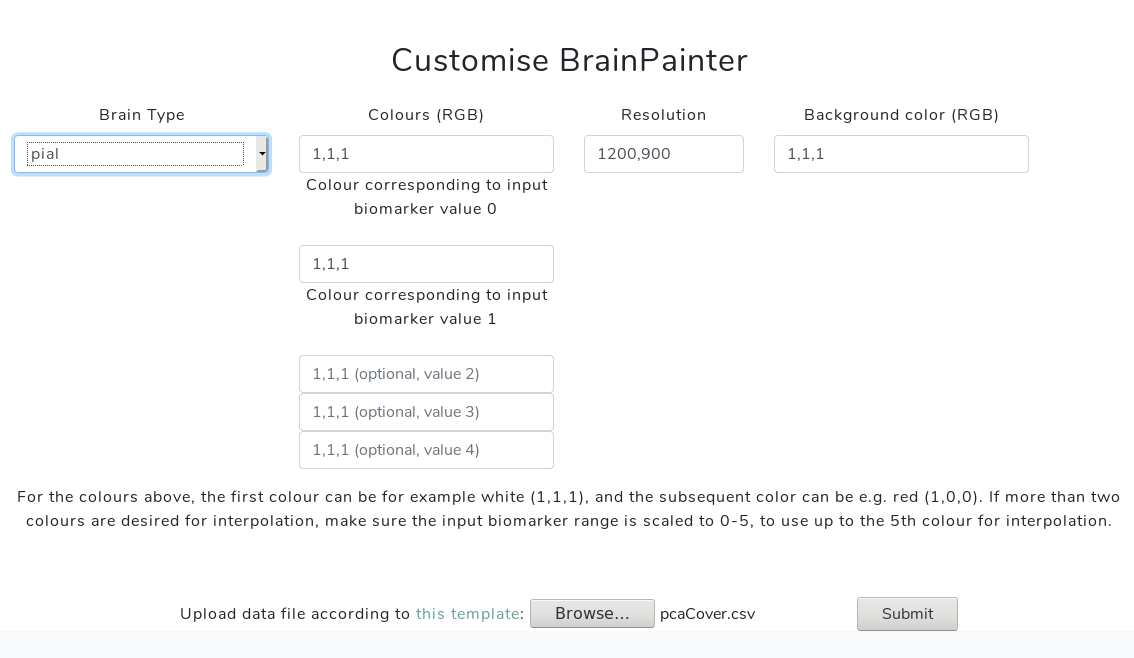 Customise BrainPainter
Brain Type
Colours (RGB)
Resolution
Background color (RGB)
pial
1,1,1
1200,900
1,1,1
Colour corresponding to input
biomarker value 0
1,1,1
Colour corresponding to input
biomarker value 1
1,1,1 (optional, value 2)
1,1,1 (optional, value 3)
1,1,1 (optional, value 4)
For the colours above, the first colour can be for example white (1,1,1), and the subsequent color can be e.g. red (1,0,0). If more than two
colours are desired for interpolation, make sure the input biomarker range is scaled to 0-5, to use up to the 5th colour for interpolation.
Upload data file according to this template: Browse... pcaCover.csv Submit